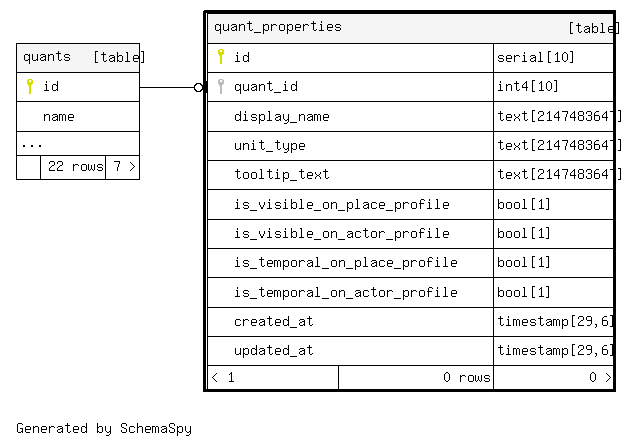 quants [table]
id
name
...
22 rows 7 >
quant_properties [table]
id serial[10]
quant_id int4[10]
display_name text[2147483647]
unit_type text[2147483647]
tooltip_text text[2147483647]
is_visible_on_place_profile bool[1]
is_visible_on_actor_profile bool[1]
is_temporal_on_place_profile bool[1]
is_temporal_on_actor_profile bool[1]
created_at timestamp[29,6]
updated_at timestamp[29,6]
< 1 0 rows 0 >
Generated by SchemaSpy